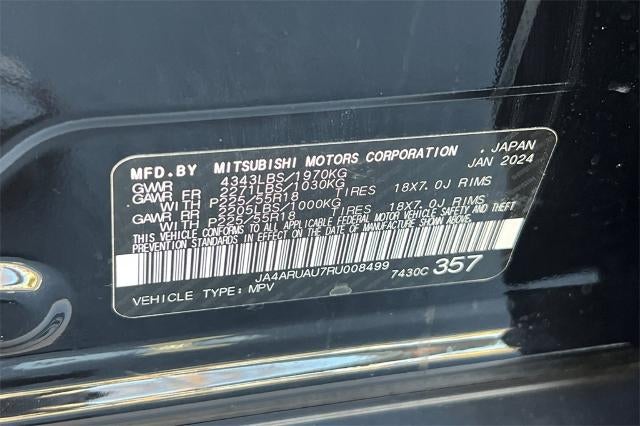 MFD.BY MITSUBISHI MOTORS CORPORATION . JAPAN
GVWR 4343LBS/1970KG JAN 2024
GAWR FR 2271LBS/1030KG
WITH P225/55R18 TIRES 18X7.0J RIMS
GAWR RR 2205LBS/1000KG
WITH P225/55R18 TIRES 18X7.0J RIMS
THIS VEHICLE CONFORMS TO ALL APPLICABLE FEDERAL MOTOR VEHICLE SAFETY AND THEFT
PREVENTION STANDARDS IN EFFECT ON THE DATE OF MANUFACTURE SHOWN ABOVE.
JA4ARUAU7RU008499 7430C 357
VEHICLE TYPE: MPV